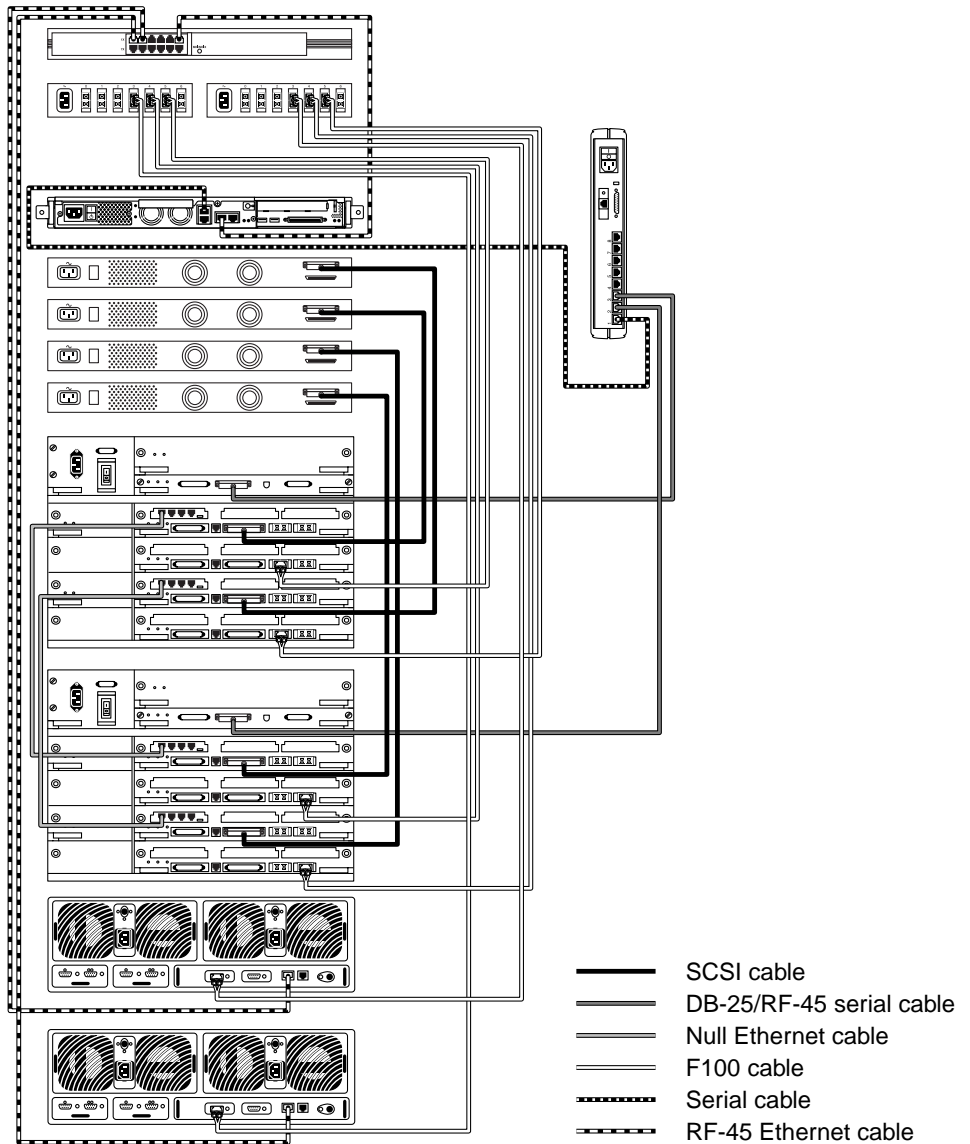 SCSI cable
DB-25/RF-45 serial cable
Null Ethernet cable
F100 cable
Serial cable
RF-45 Ethernet cable